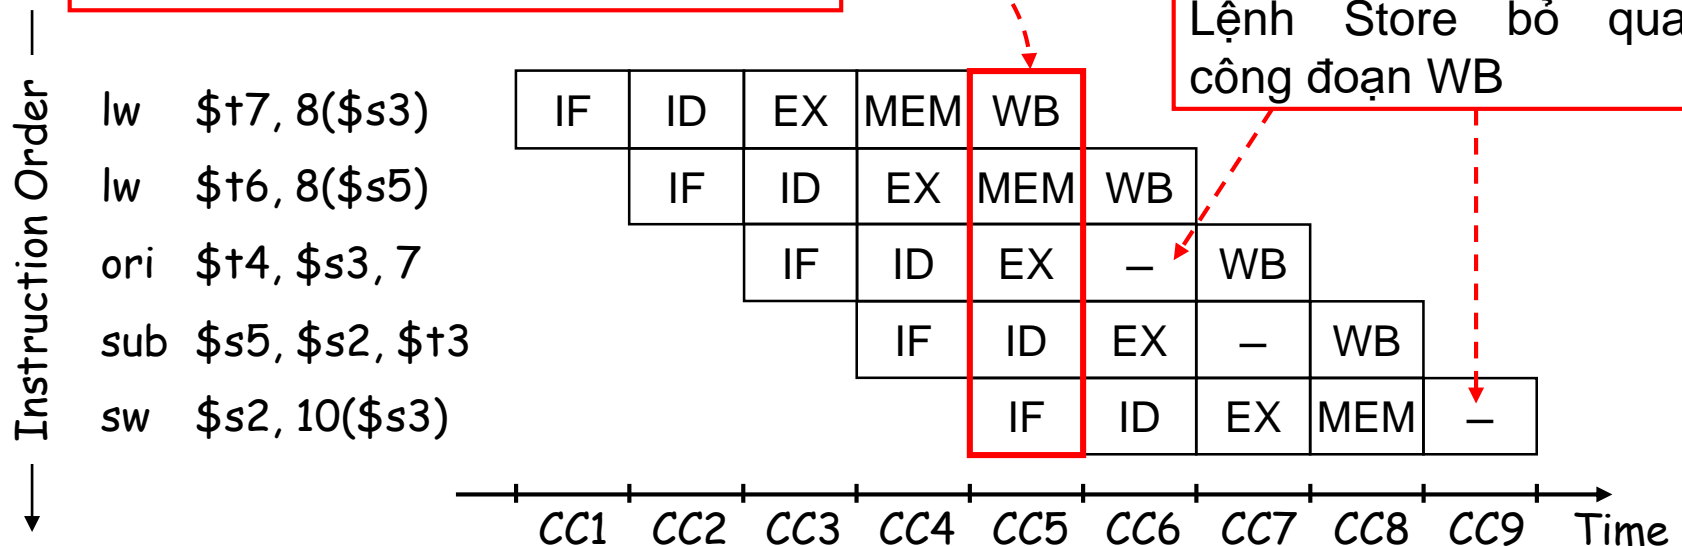 Lệnh Store bỏ qua
công đoạn WB
Instruction Order
lw $t7, 8($s3) IF ID EX MEM WB
lw $t6, 8($s5) IF ID EX MEM WB
ori $t4, $s3, 7 IF ID EX – WB
sub $s5, $s2, $t3 IF ID EX – WB
sw $s2, 10($s3) IF ID EX MEM –
CC1 CC2 CC3 CC4 CC5 CC6 CC7 CC8 CC9 Time